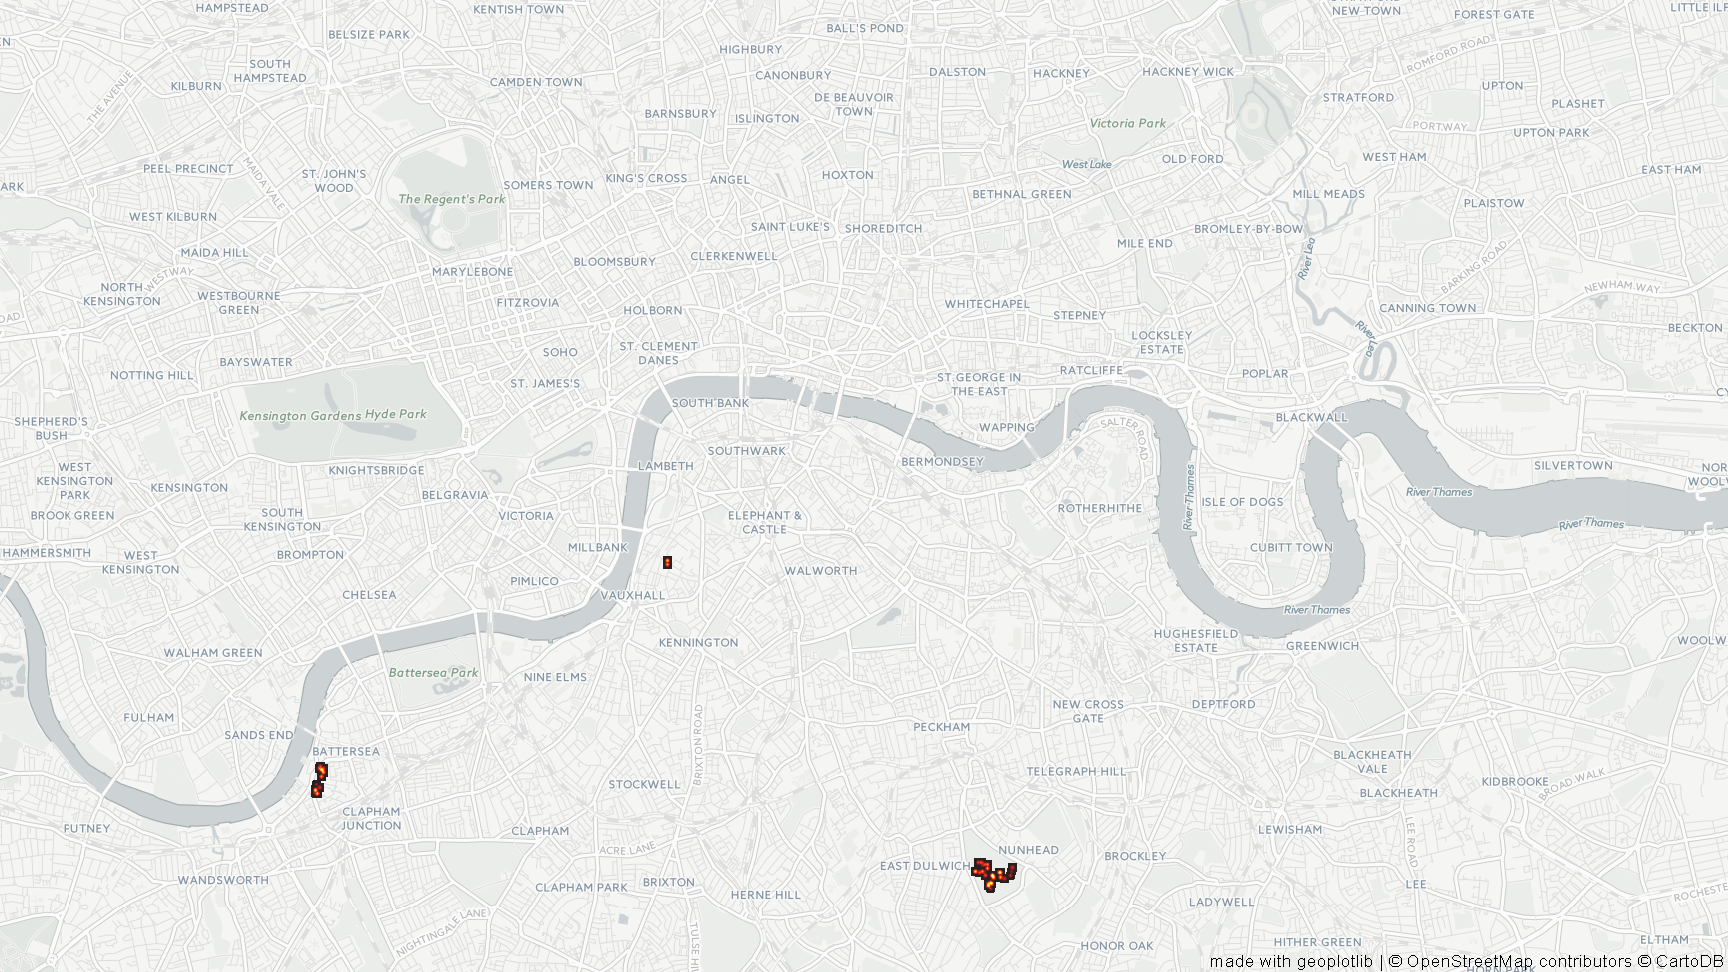 HAMPSTEAD
KENTISH TOWN
NEW TOWN
FOREST GATE
LITTLE ILF
BELSIZE PARK
BALL'S POND
HIGHBURY
ROMFORD ROAD
SOUTH
HAMPSTEAD
KILBURN
THE AVENUE
CAMDEN TOWN
CANONBURY
DALSTON
HACKNEY
HACKNEY WICK
UPTON
DE BEAUVOIR
TOWN
STRATFORD
PLASHET
BARNSBURY
ISLINGTON
Victoria Park
PORTWAY
UPTON PARK
PEEL PRECINCT
MAIDA VALE
ST. JOHN'S
WOOD
West Lake
OLD FORD
WEST HAM
EAST HAM
ARK
SOMERS TOWN
KING'S CROSS
ANGEL
HOXTON
BETHNAL GREEN
MILL MEADS
The Regent's Park
PLAISTOW
WEST KILBURN
SAINT LUKE'S
SHOREDITCH
BROMLEY-BY-BOW
MILE END
MAIDA HILL
BLOOMSBURY
CLERKENWELL
River Lea
BARKING ROAD
WESTWAY
MARYLEBONE
NORTH
KENSINGTON
WESTBOURNE
GREEN
FITZROVIA
HOLBORN
WHITECHAPEL
STEPNEY
NEWHAM WAY
CANNING TOWN
ROAD
LOCKSLEY
ESTATE
River Lea
BECKTON
SOHO
ST. CLEMENT
DANES
BAYSWATER
NOTTING HILL
ST. JAMES'S
ST.GEORGE IN
THE EAST
RATCLIFFE
POPLAR
SOUTH BANK
Kensington Gardens
Hyde Park
BLACKWALL
SHEPHERD'S
BUSH
WAPPING
SALTER ROAD
SOUTHWARK
BERMONDSEY
KNIGHTSBRIDGE
LAMBETH
SILVERTOWN
WEST
KENSINGTON
PARK
KENSINGTON
BELGRAVIA
River Thames
River Thames
NOR
WOOLW
ISLE OF DOGS
BROOK GREEN
SOUTH
KENSINGTON
VICTORIA
ELEPHANT &
CASTLE
ROTHERHITHE
River Thames
HAMMERSMITH
WEST
KENSINGTON
BROMPTON
MILLBANK
CUBITT TOWN
WALWORTH
PIMLICO
CHELSEA
VAUXHALL
River Thames
WALHAM GREEN
KENNINGTON
HUGHESFIELD
ESTATE
GREENWICH
WOOLW
Battersea Park
NINE ELMS
FULHAM
SANDS END
BRIXTON ROAD
PECKHAM
NEW CROSS
GATE
DEPTFORD
BATTERSEA
BLACKHEATH
VALE
TELEGRAPH HILL
STOCKWELL
KIDBROOKE
BROAD WALK
BLACKHEATH
CLAPHAM
JUNCTION
FUTNEY
CLAPHAM
LEWISHAM
LEE ROAD
ACRE LANE
NUNHEAD
BROCKLEY
EAST DULWICH
WANDSWORTH
CLAPHAM PARK
BRIXTON
HERNE HILL
LEE
ROCHESTER
LADYWELL
NIGHTINGALE LANE
TULSE HI
HONOR OAK
HITHER GREEN
ELTHAM
HORN PARK
made with geoplotlib | © OpenStreetMap contributors © CartoDB